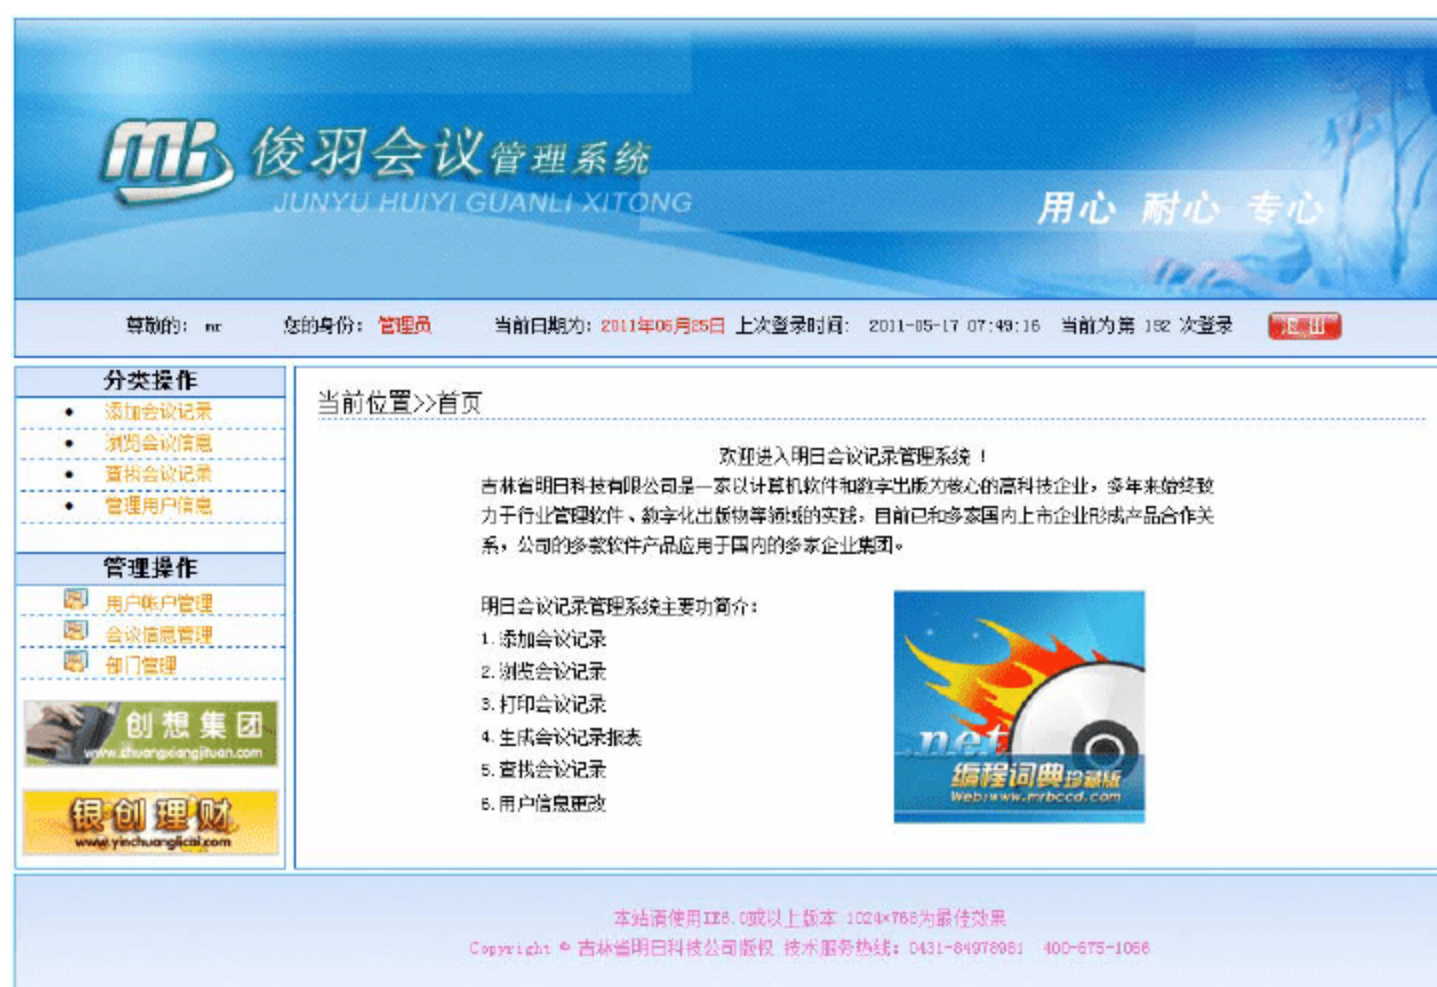 俊羽会议管理系统
JUNYU HUIYI GUANLI XITONG
用心 耐心 专心
尊敬的： mr 您的身份： 管理员 当前日期为：2011年05月25日 上次登录时间： 2011-05-17 07:49:16 当前为第 192 次登录 退出
分类操作
添加会议记录
浏览会议信息
查找会议记录
管理用户信息
管理操作
用户帐户管理
会议信息管理
部门管理
创想集团
www.chuangxiangjituan.com
银创理财
www.yinchuanglicai.com
当前位置>>首页
欢迎进入明日会议记录管理系统 ！
吉林省明日科技有限公司是一家以计算机软件和数字出版为核心的高科技企业，多年来始终致
力于行业管理软件、数字化出版物等领域的实践，目前已和多家国内上市企业形成产品合作关
系，公司的多款软件产品应用于国内的多家企业集团。
明日会议记录管理系统主要功简介：
1.添加会议记录
2.浏览会议记录
3.打印会议记录
4.生成会议记录报表
5.查找会议记录
6.用户信息更改
.net
编程词典珍藏版
Web:www.mrbccd.com
本站请使用IE6.0或以上版本 1024×768为最佳效果
Copyright © 吉林省明日科技公司版权 技术服务热线：0431-84978981 400-675-1066